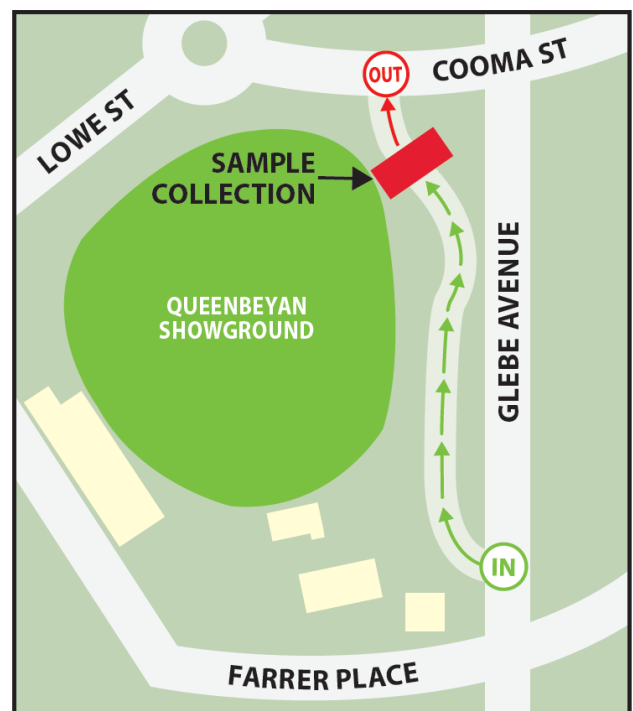 OUT
COOMA ST
LOWE ST
SAMPLE
COLLECTION
QUEENBEYAN
SHOWGROUND
GLEBE AVENUE
IN
FARRER PLACE